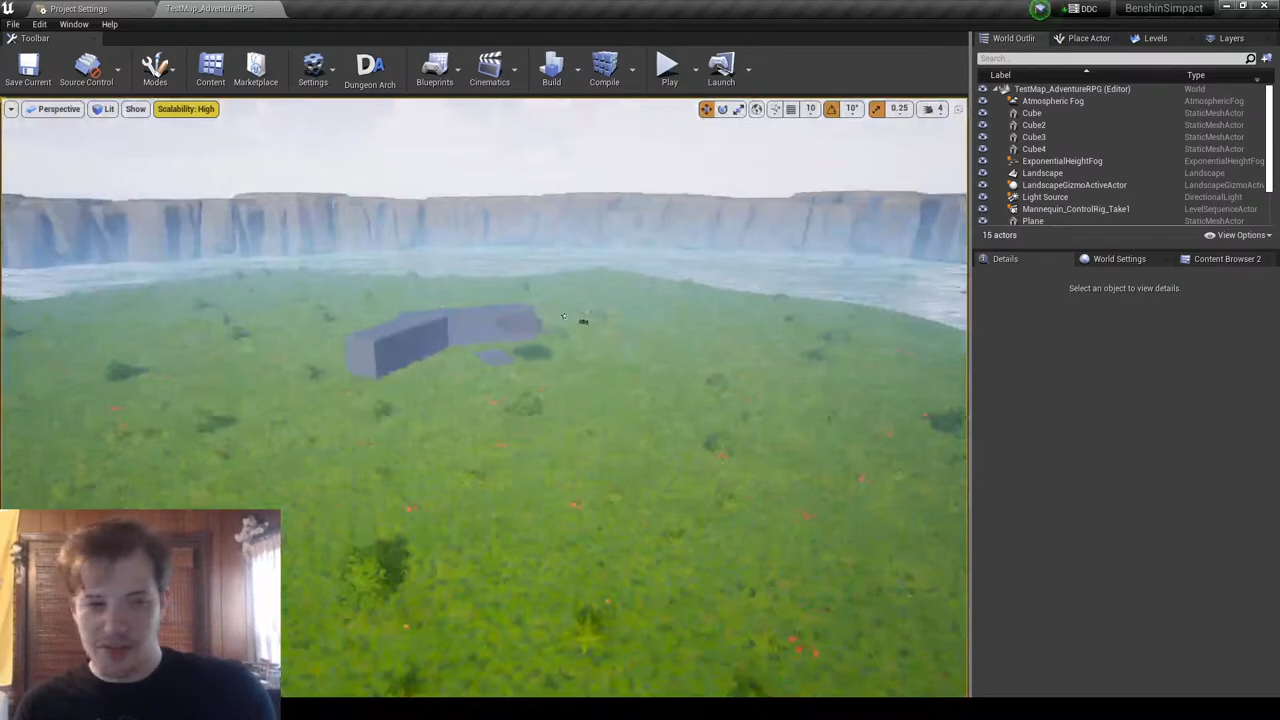 Project Settings
TestMap_AdventureRPG
DDC
BenshinSimpact
File Edit Window Help
Toolbar
World Outlir Place Actor Levels Layers
Save Current Source Control Modes Content Marketplace Settings Dungeon Arch Blueprints Cinematics Build Compile Play Launch
Search...
Label Type
TestMap_AdventureRPG (Editor) World
Atmospheric Fog AtmosphericFog
Perspective Lit Show Scalability: High 10 10° 0.25 4
Cube StaticMeshActor
Cube2 StaticMeshActor
Cube3 StaticMeshActor
Cube4 StaticMeshActor
ExponentialHeightFog ExponentialHeightFog
Landscape Landscape
LandscapeGizmoActiveActor LandscapeGizmoActiv
Light Source DirectionalLight
Mannequin_ControlRig_Take1 LevelSequenceActor
Plane StaticMeshActor
15 actors View Options
Details World Settings Content Browser 2
Select an object to view details.